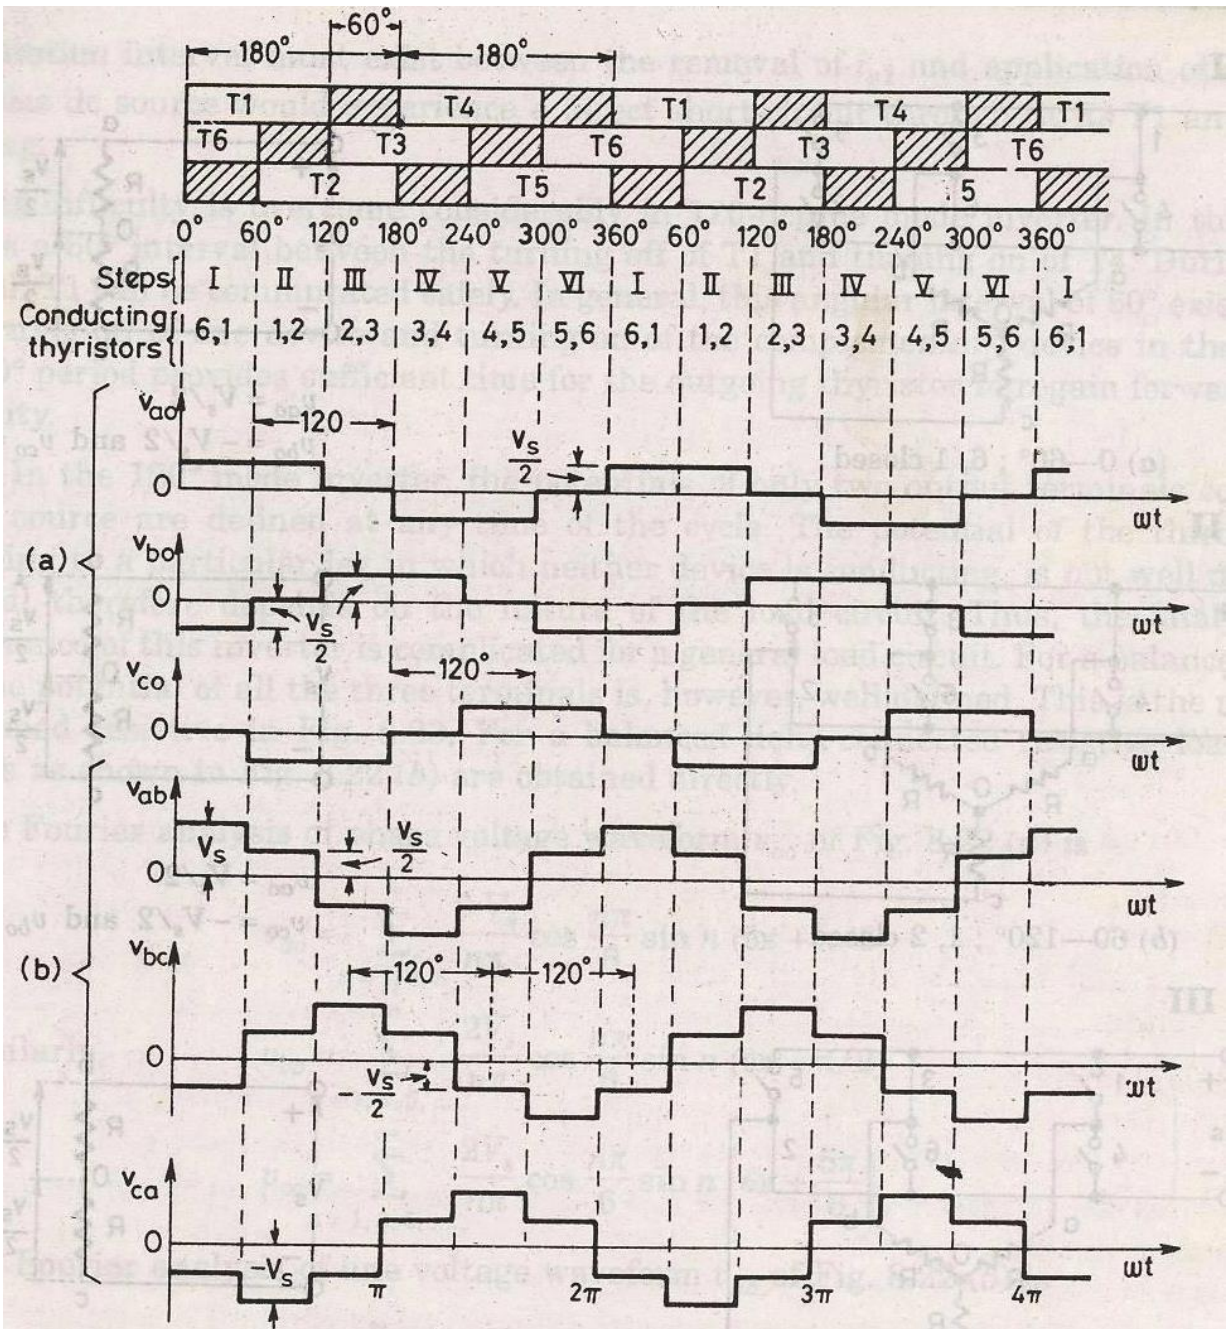 60°
180° 180°
T1 T4 T1 T4 T1
T6 T3 T6 T3 T6
T2 T5 T2 5
0° 60° 120° 180° 240° 300° 360° 60° 120° 180° 240° 300° 360°
Steps I II III IV V VI I II III IV V VI I
Conducting thyristors 6,1 1,2 2,3 3,4 4,5 5,6 6,1 1,2 2,3 3,4 4,5 5,6 6,1
vao
120
Vs/2
0
ωt
(a)
vbo
0
Vs/2
ωt
vco
120°
0
ωt
vab
Vs
Vs/2
0
ωt
(b)
vbc
120° 120°
0
-Vs/2
ωt
vca
0
-Vs
π 2π 3π 4π
ωt